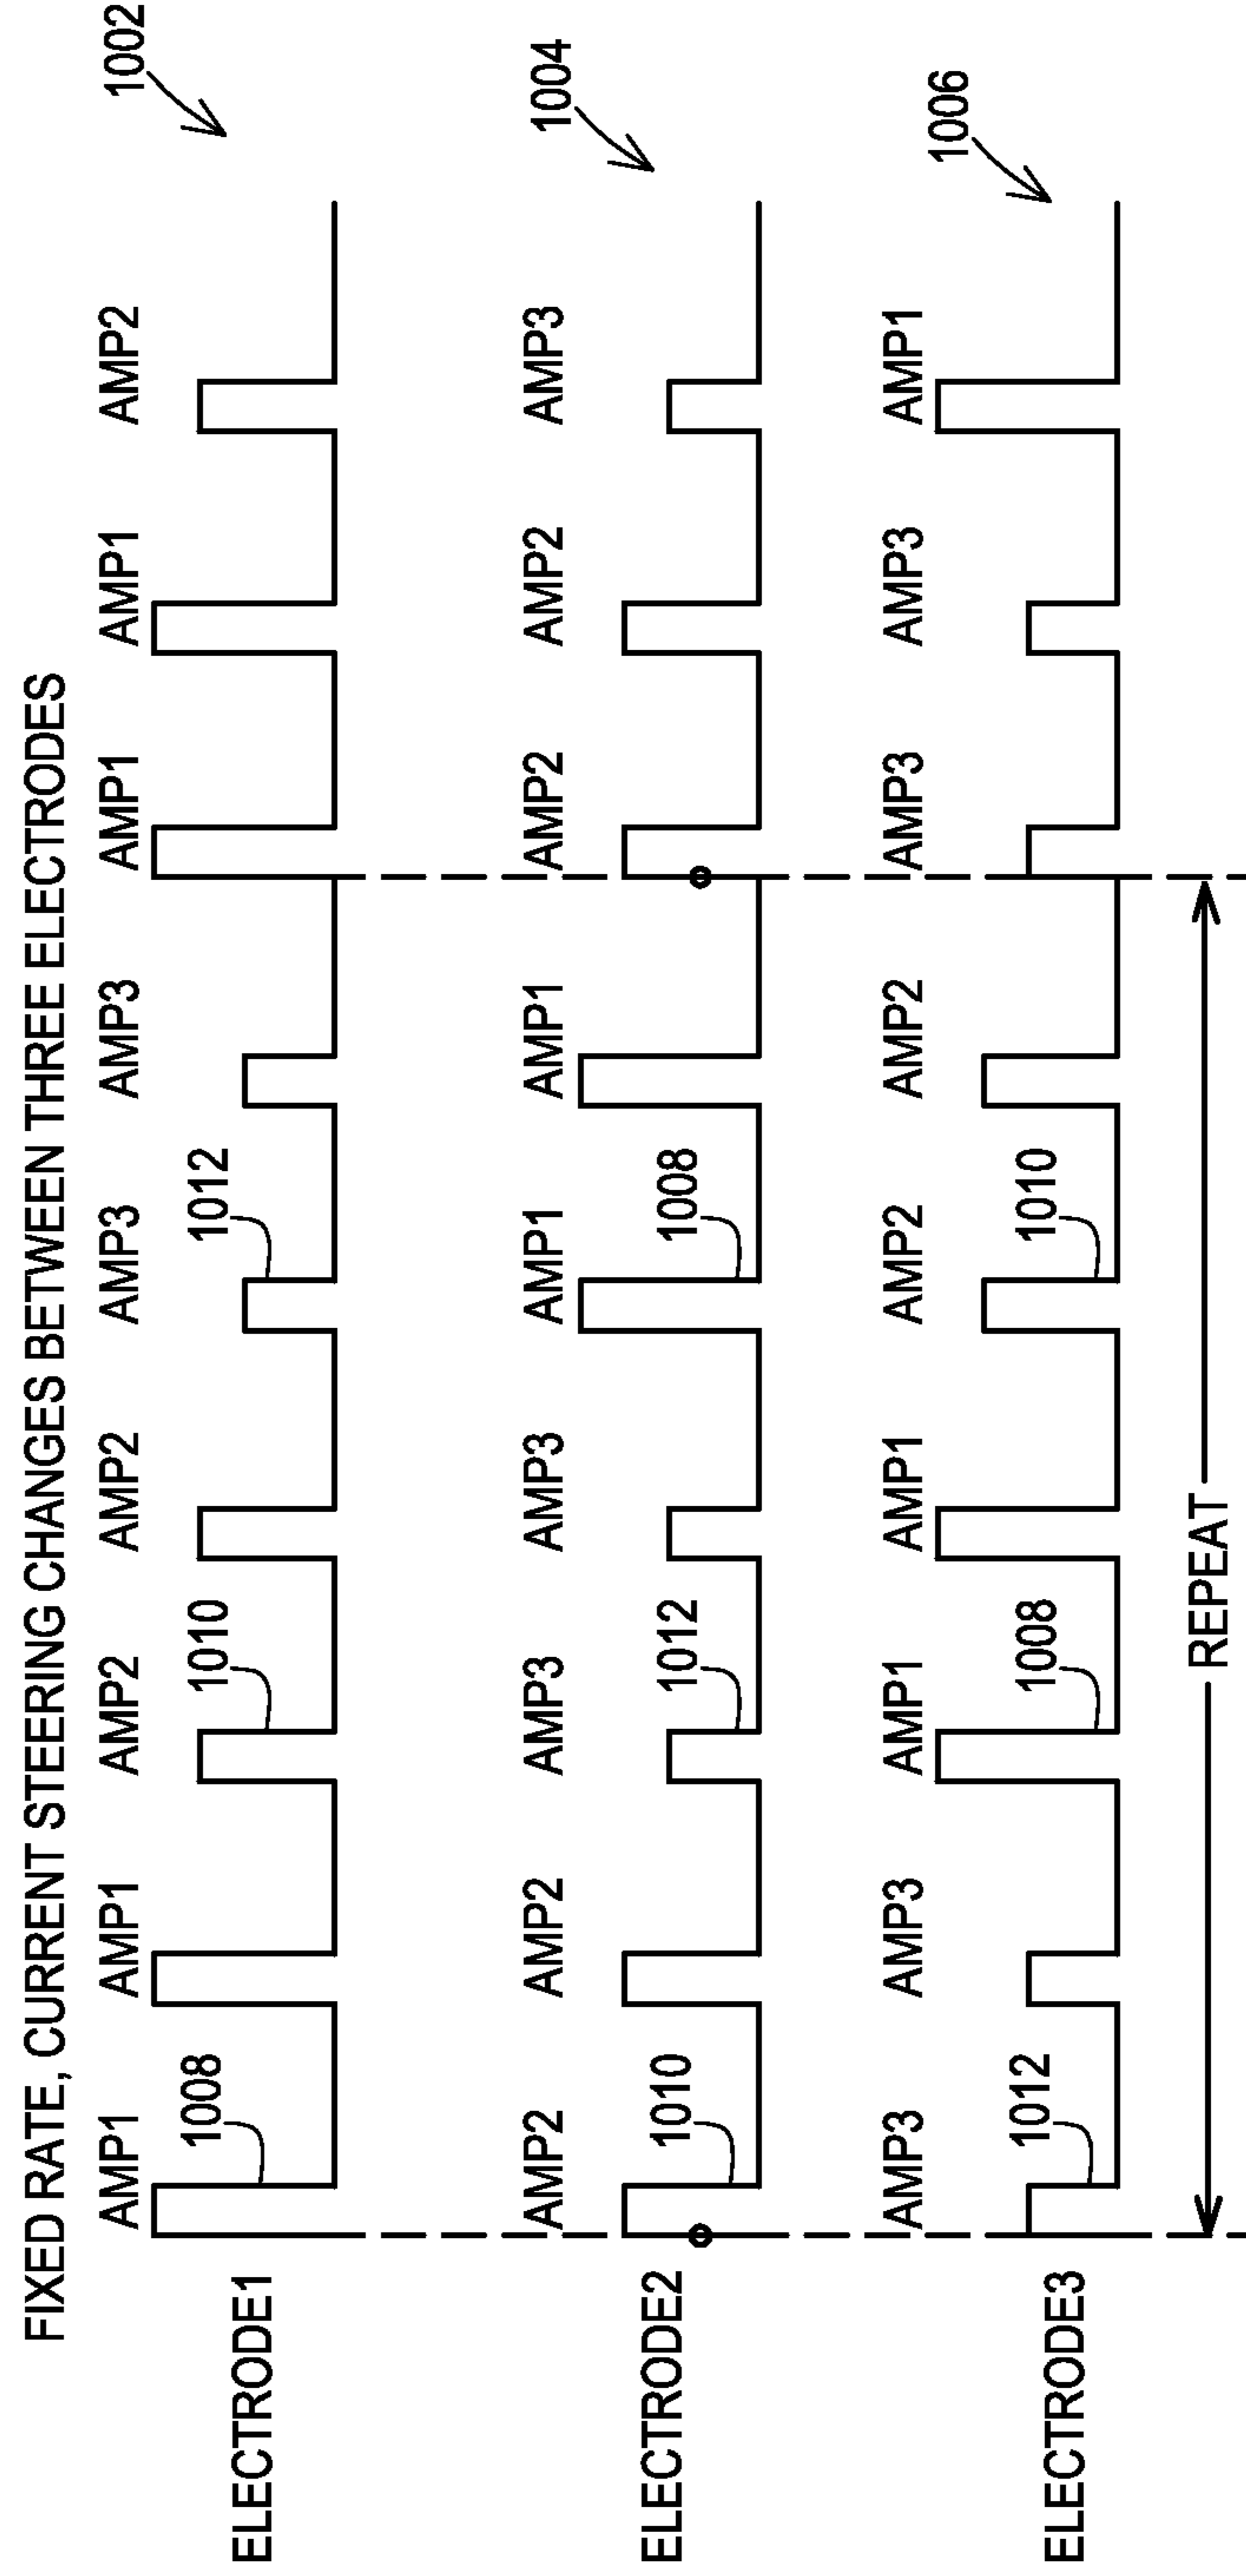 FIXED RATE, CURRENT STEERING CHANGES BETWEEN THREE ELECTRODES
1002
AMP1 AMP1 AMP2 AMP2 AMP3 AMP3 AMP1 AMP1 AMP2
1008 1010 1012
ELECTRODE1
1004
AMP2 AMP2 AMP3 AMP3 AMP1 AMP1 AMP2 AMP2 AMP3
1010 1012 1008
ELECTRODE2
1006
AMP3 AMP3 AMP1 AMP1 AMP2 AMP2 AMP3 AMP3 AMP1
1012 1008 1010
ELECTRODE3
REPEAT